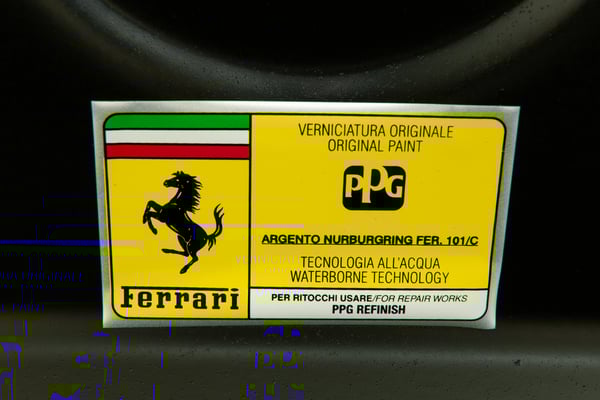 VERNICIATURA ORIGINALE
ORIGINAL PAINT
PPG
ARGENTO NURBURGRING FER. 101/C
TECNOLOGIA ALL'ACQUA
WATERBORNE TECHNOLOGY
Ferrari
PER RITOCCHI USARE/FOR REPAIR WORKS
PPG REFINISH